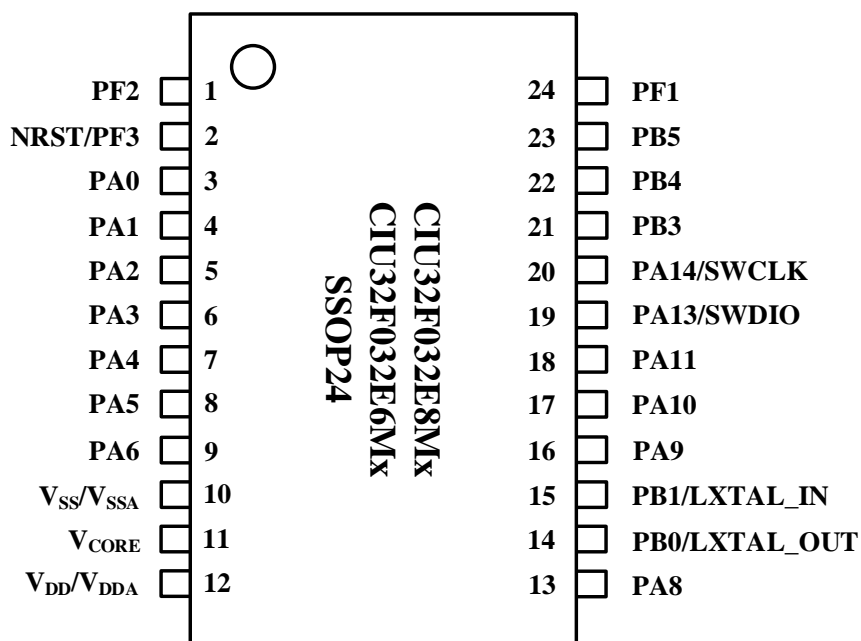 PF2 1 24 PF1
NRST/PF3 2 23 PB5
PA0 3 22 PB4
PA1 4 21 PB3
PA2 5 20 PA14/SWCLK
PA3 6 19 PA13/SWDIO
PA4 7 18 PA11
PA5 8 17 PA10
PA6 9 16 PA9
VSS/VSSA 10 15 PB1/LXTAL_IN
VCORE 11 14 PB0/LXTAL_OUT
VDD/VDDA 12 13 PA8
CIU32F032E8Mx
CIU32F032E6Mx
SSOP24